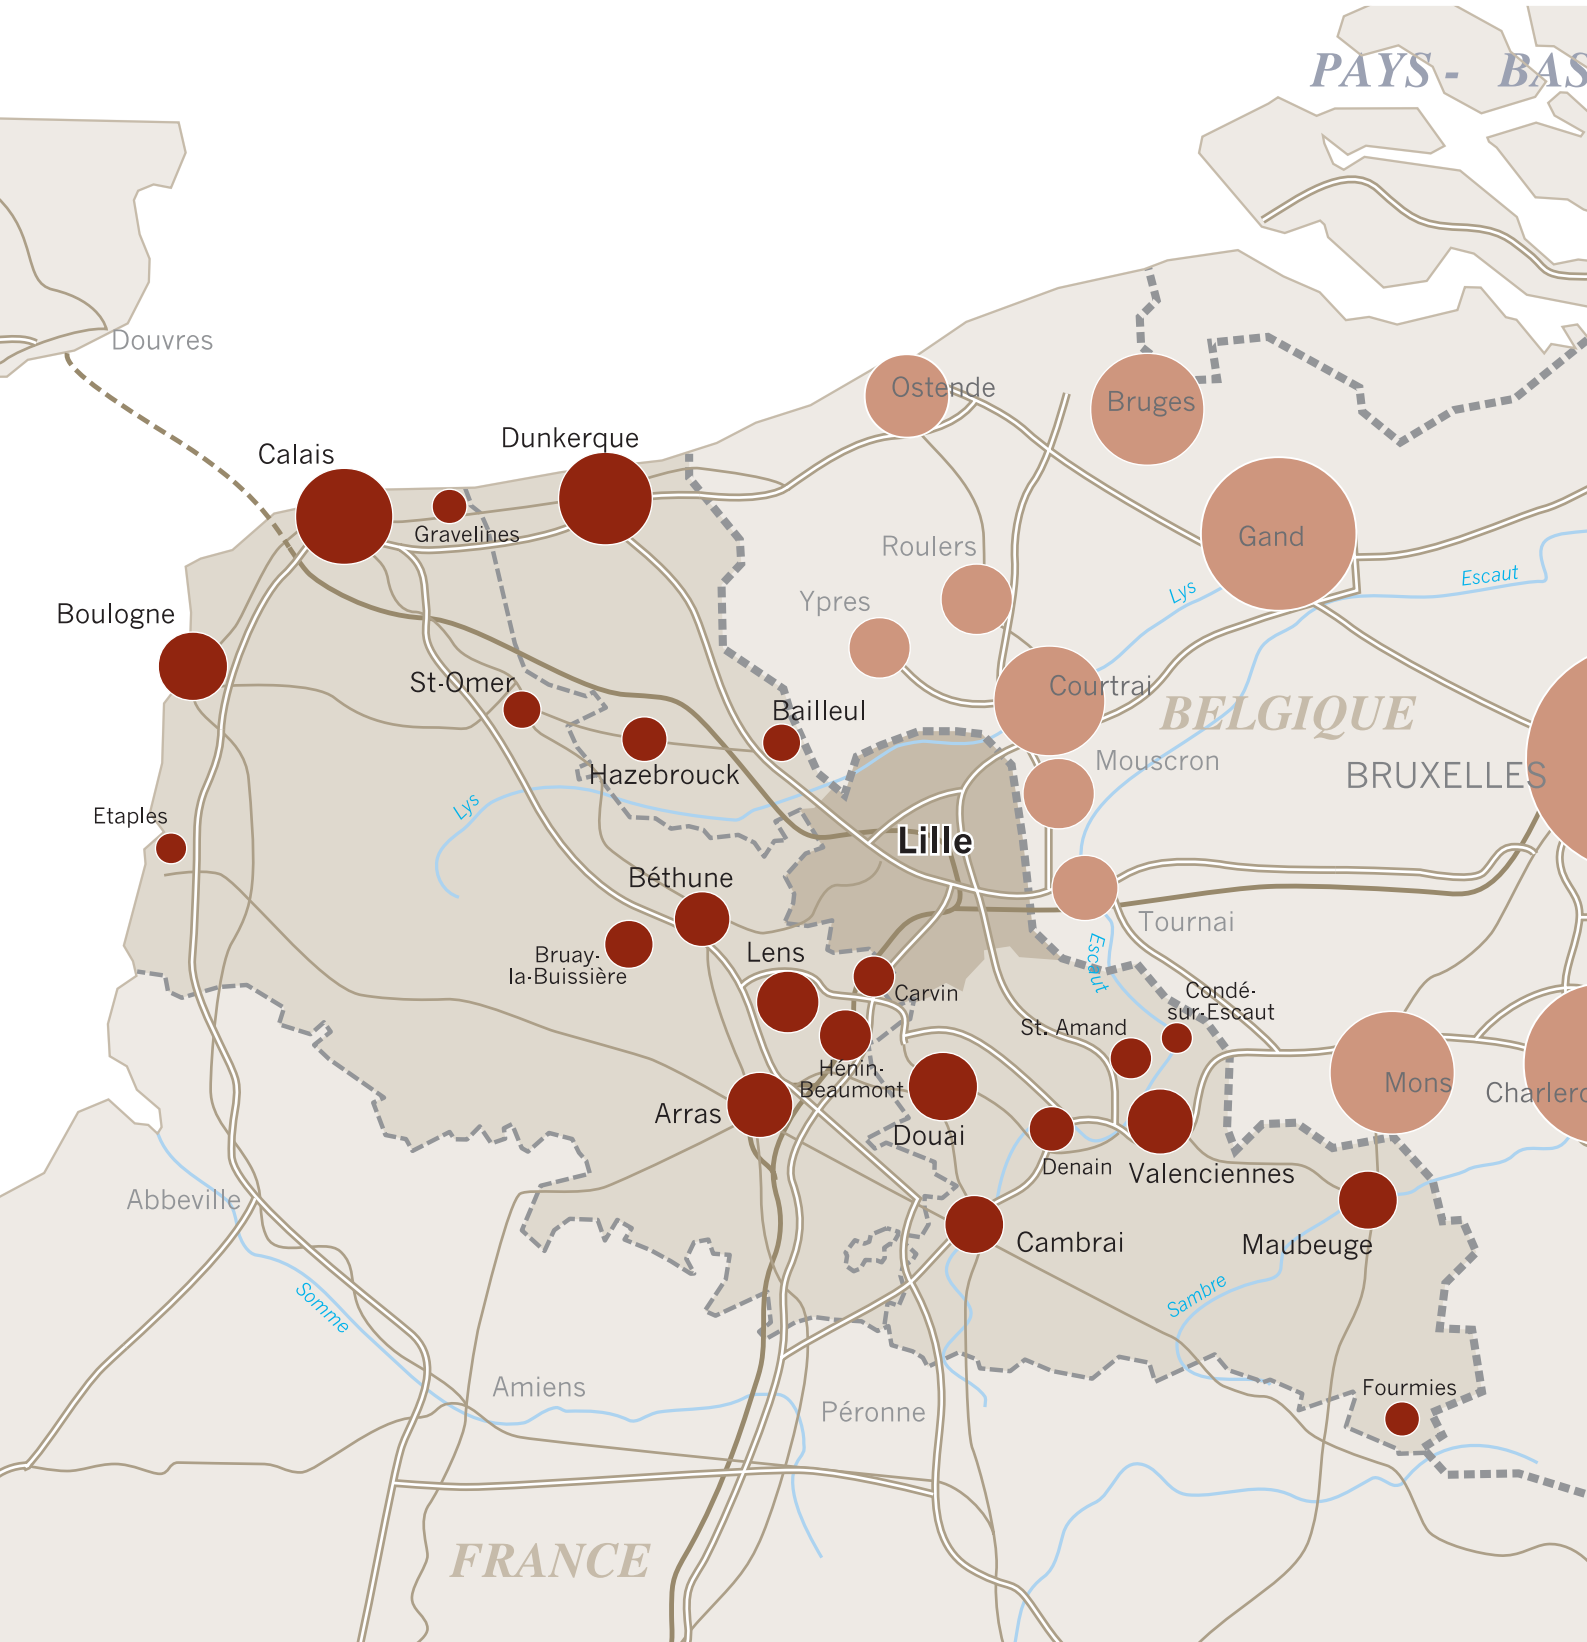 PAYS - BAS
Douvres
Ostende
Bruges
Dunkerque
Calais
Gravelines
Gand
Roulers
Lys
Escaut
Ypres
Boulogne
St-Omer
Courtrai
Bailleul
BELGIQUE
Mouscron
Hazebrouck
BRUXELLES
Lys
Etaples
Lille
Béthune
Tournai
Bruay-
la-Buissière
Lens
Escaut
Carvin
Condé-
sur-Escaut
St. Amand
Hénin-
Beaumont
Mons
Charlero
Arras
Douai
Denain
Valenciennes
Abbeville
Cambrai
Maubeuge
Somme
Sambre
Amiens
Péronne
Fourmies
FRANCE